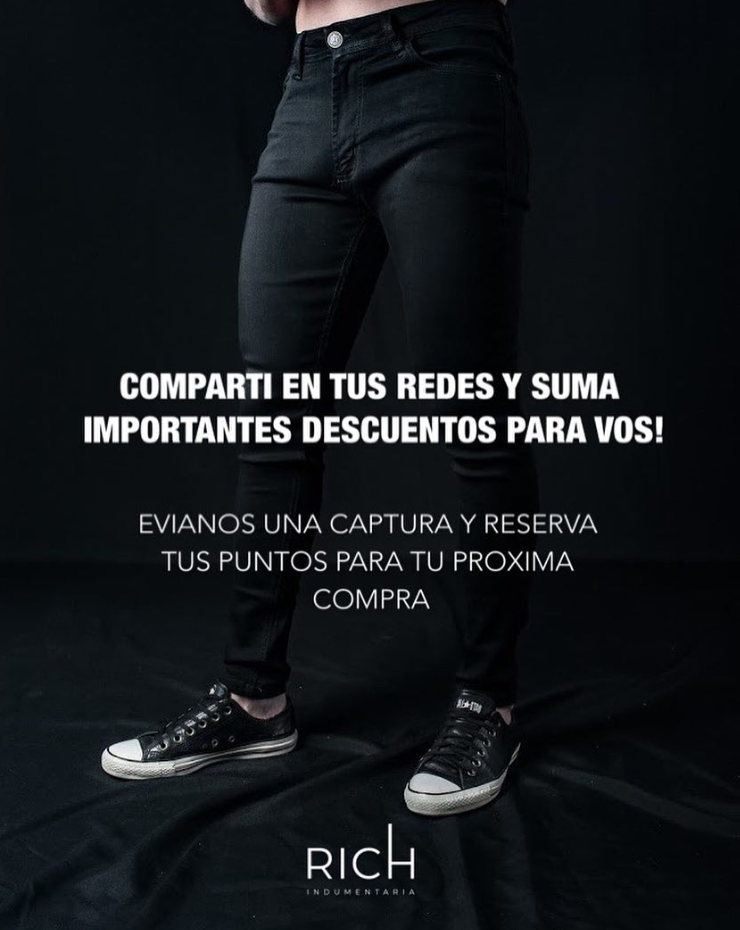 COMPARTI EN TUS REDES Y SUMA
IMPORTANTES DESCUENTOS PARA VOS!
EVIANOS UNA CAPTURA Y RESERVA
TUS PUNTOS PARA TU PROXIMA
COMPRA
RICH
INDUMENTARIA